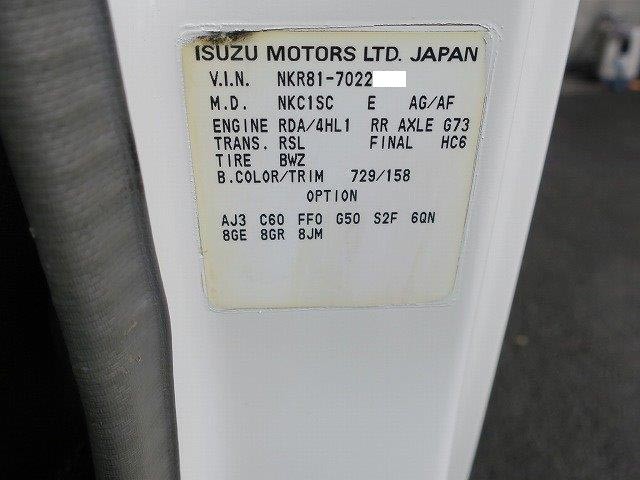 ISUZU MOTORS LTD. JAPAN
V.I.N. NKR81-7022
M.D. NKC1SC E AG/AF
ENGINE RDA/4HL1 RR AXLE G73
TRANS. RSL FINAL HC6
TIRE BWZ
B.COLOR/TRIM 729/158
OPTION
AJ3 C60 FF0 G50 S2F 6QN
8GE 8GR 8JM